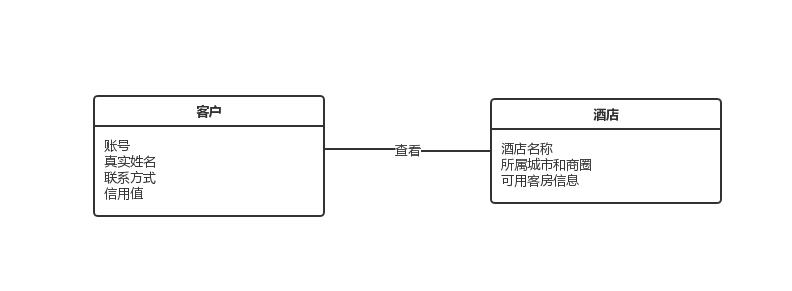 客户
账号
真实姓名
联系方式
信用值
查看
酒店
酒店名称
所属城市和商圈
可用客房信息